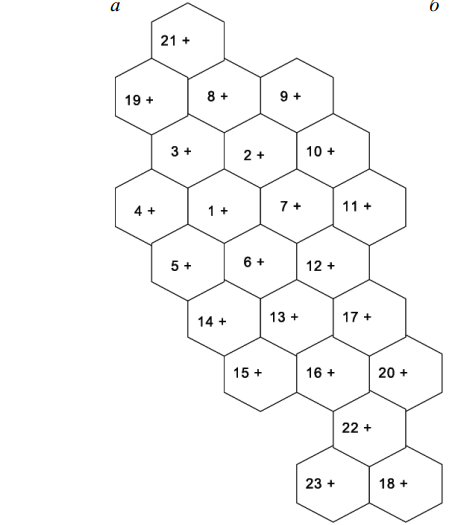 а б
21 +
19 + 8 + 9 +
3 + 2 + 10 +
4 + 1 + 7 + 11 +
5 + 6 + 12 +
14 + 13 + 17 +
15 + 16 + 20 +
22 +
23 + 18 +